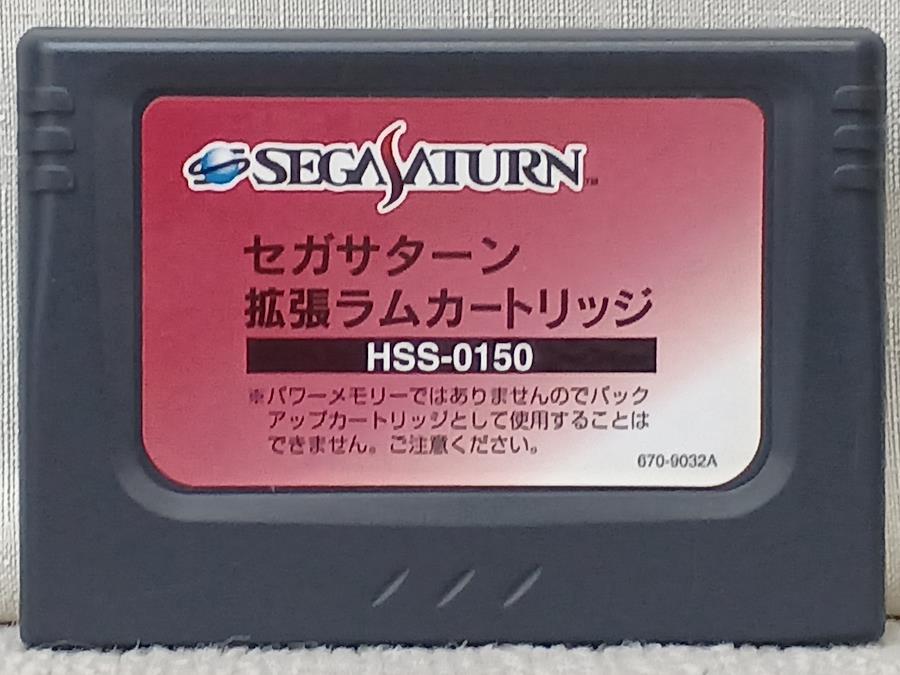 SEGA SATURN™
セガサターン
拡張ラムカートリッジ
HSS-0150
※パワーメモリーではありませんのでバック
アップカートリッジとして使用することは
できません。ご注意ください。
670-9032A